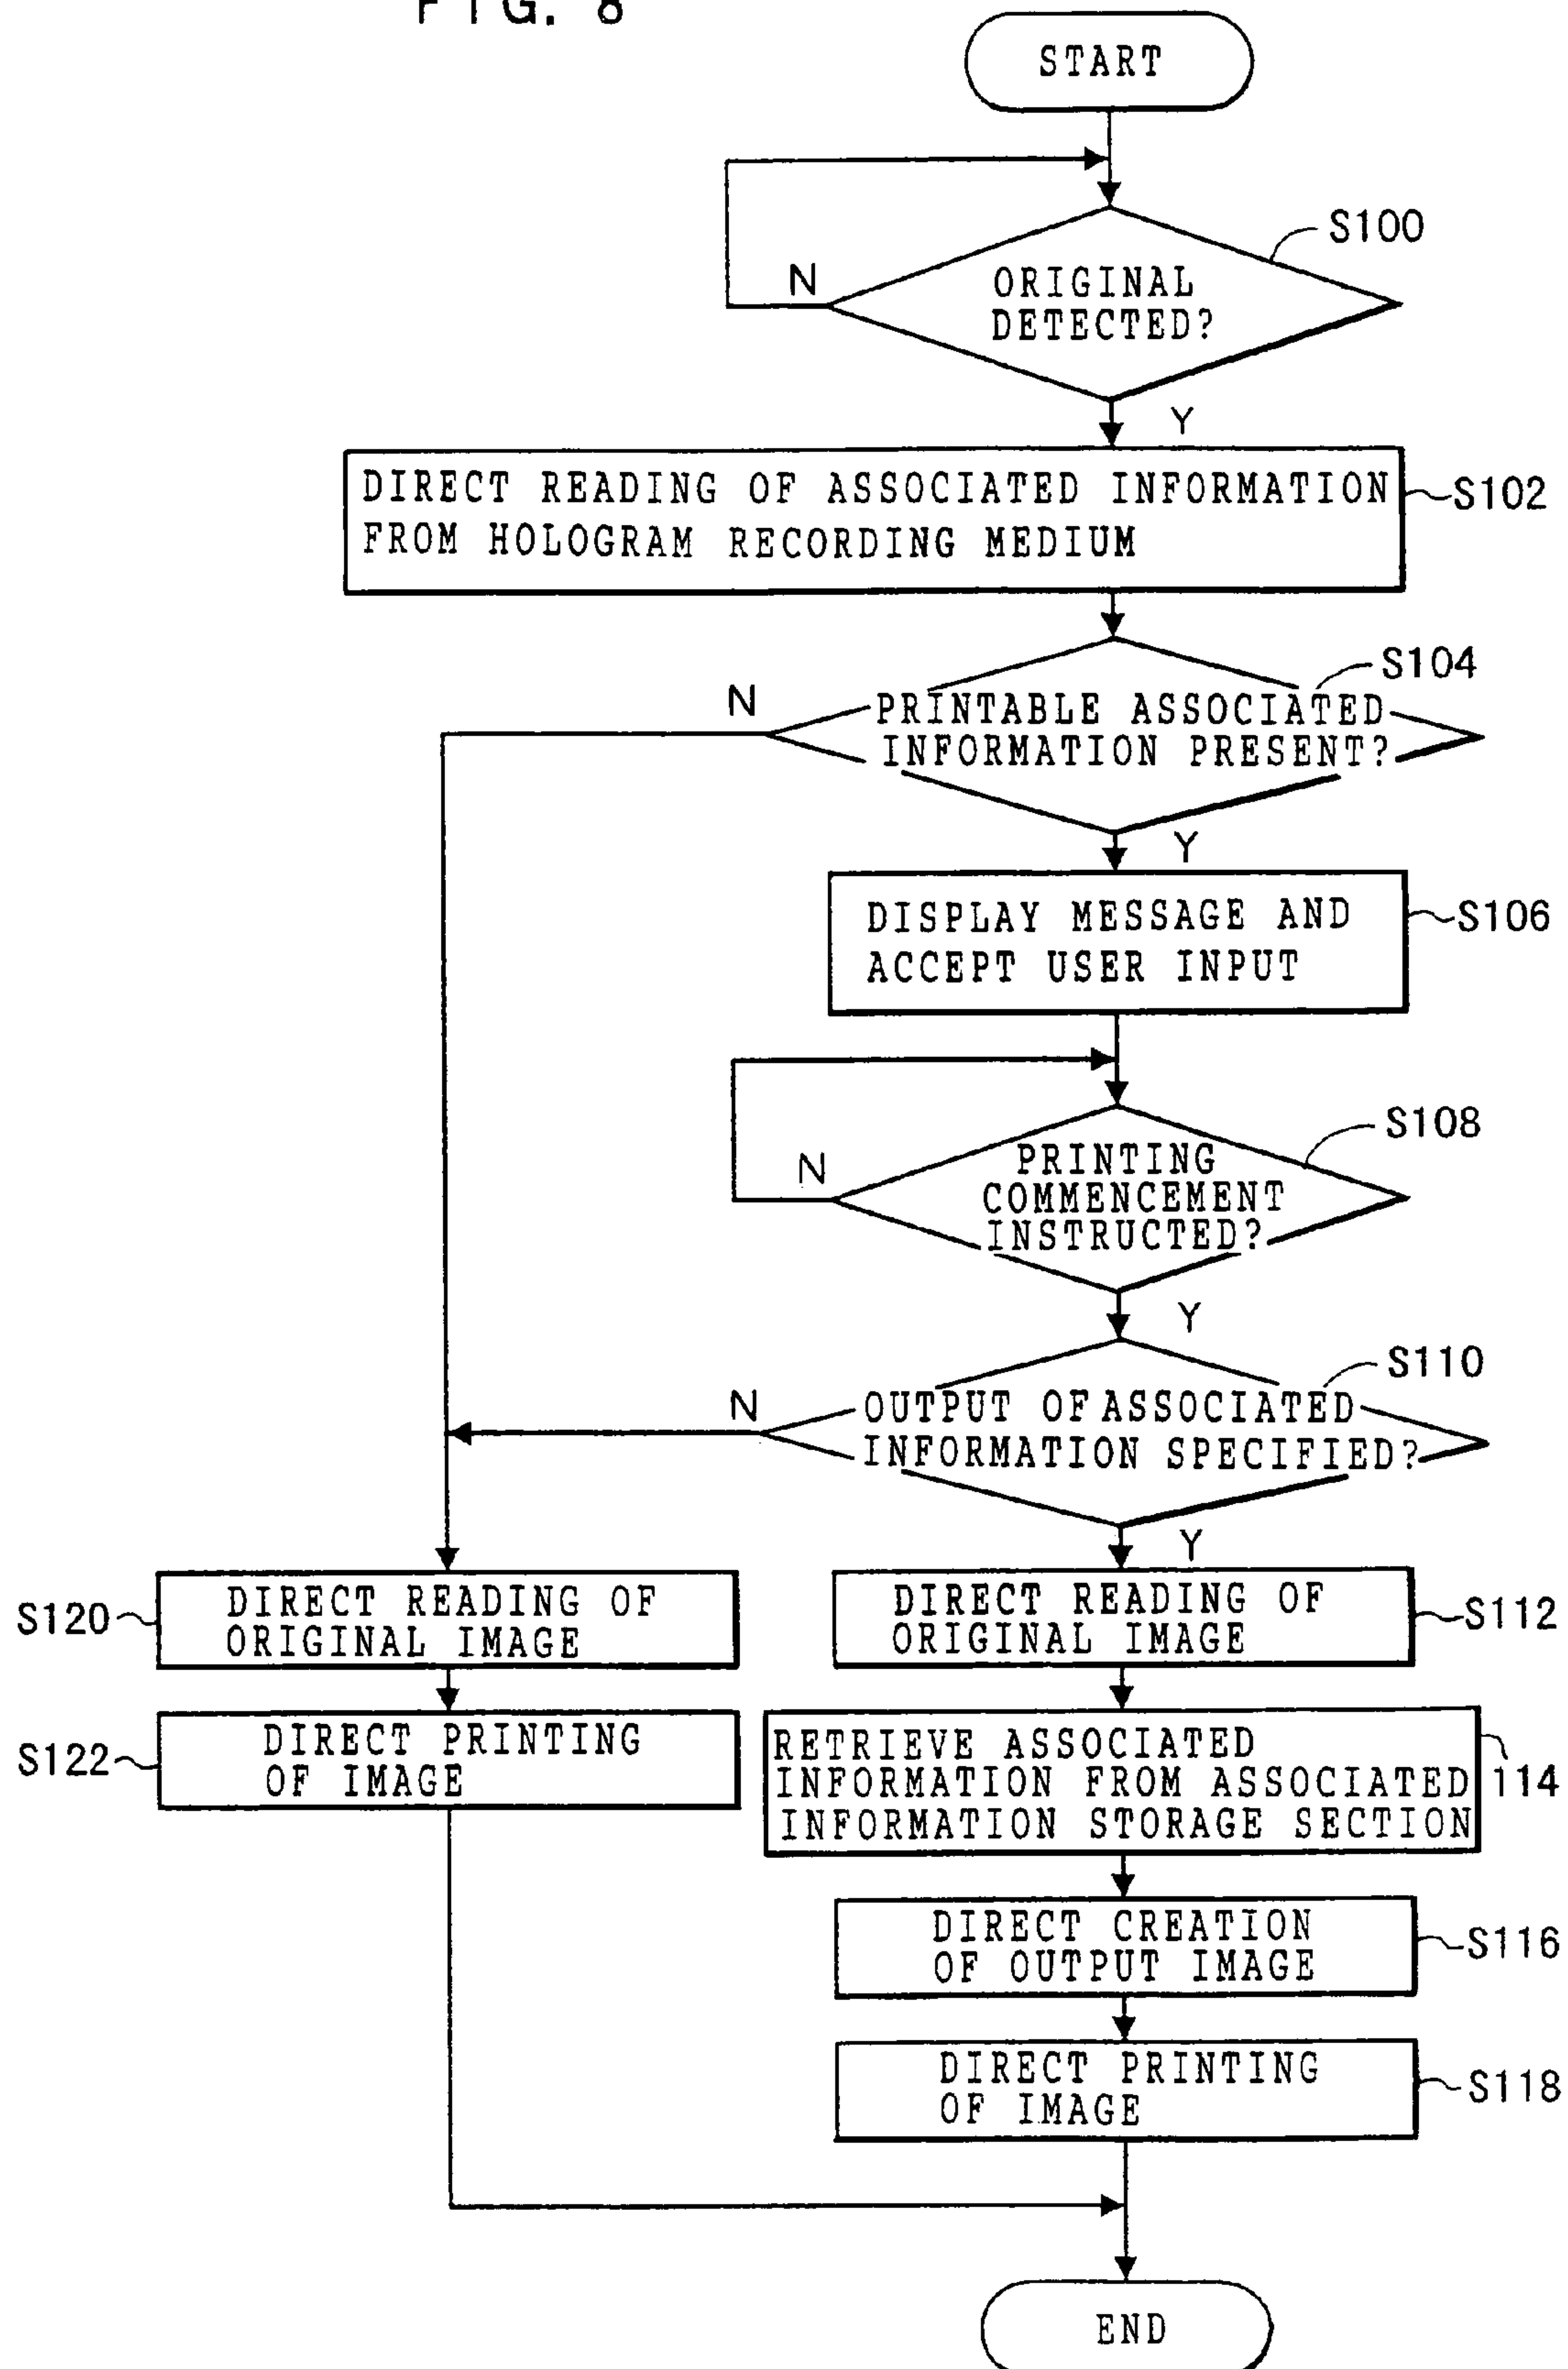 FIG. 8
START
S100
N
ORIGINAL
DETECTED?
Y
DIRECT READING OF ASSOCIATED INFORMATION
FROM HOLOGRAM RECORDING MEDIUM
S102
S104
N
PRINTABLE ASSOCIATED
INFORMATION PRESENT?
Y
DISPLAY MESSAGE AND
ACCEPT USER INPUT
S106
S108
N
PRINTING
COMMENCEMENT
INSTRUCTED?
Y
S110
N
OUTPUT OF ASSOCIATED
INFORMATION SPECIFIED?
Y
S120
DIRECT READING OF
ORIGINAL IMAGE
DIRECT READING OF
ORIGINAL IMAGE
S112
S122
DIRECT PRINTING
OF IMAGE
RETRIEVE ASSOCIATED
INFORMATION FROM ASSOCIATED
INFORMATION STORAGE SECTION
114
DIRECT CREATION
OF OUTPUT IMAGE
S116
DIRECT PRINTING
OF IMAGE
S118
END